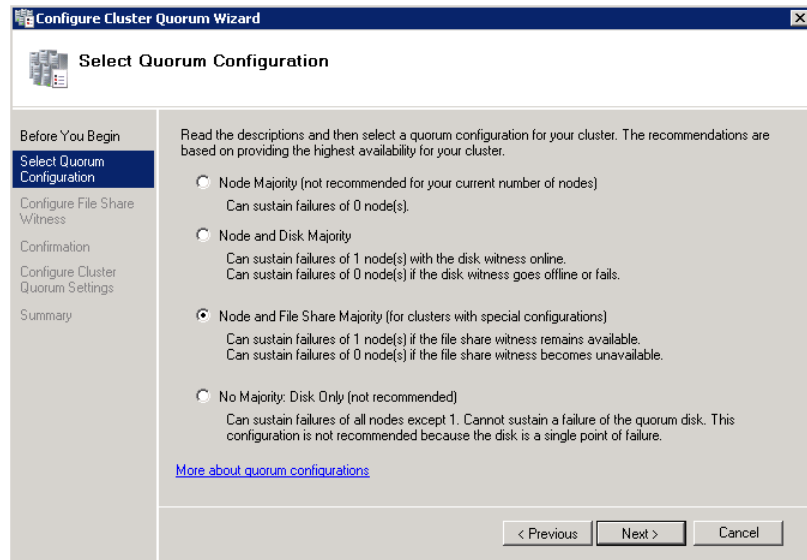 Configure Cluster Quorum Wizard
Select Quorum Configuration
Before You Begin
Select Quorum
Configuration
Configure File Share
Witness
Confirmation
Configure Cluster
Quorum Settings
Summary
Read the descriptions and then select a quorum configuration for your cluster. The recommendations are
based on providing the highest availability for your cluster.
Node Majority (not recommended for your current number of nodes)
Can sustain failures of 0 node(s).
Node and Disk Majority
Can sustain failures of 1 node(s) with the disk witness online.
Can sustain failures of 0 node(s) if the disk witness goes offline or fails.
Node and File Share Majority (for clusters with special configurations)
Can sustain failures of 1 node(s) if the file share witness remains available.
Can sustain failures of 0 node(s) if the file share witness becomes unavailable.
No Majority: Disk Only (not recommended)
Can sustain failures of all nodes except 1. Cannot sustain a failure of the quorum disk. This
configuration is not recommended because the disk is a single point of failure.
More about quorum configurations
< Previous
Next >
Cancel